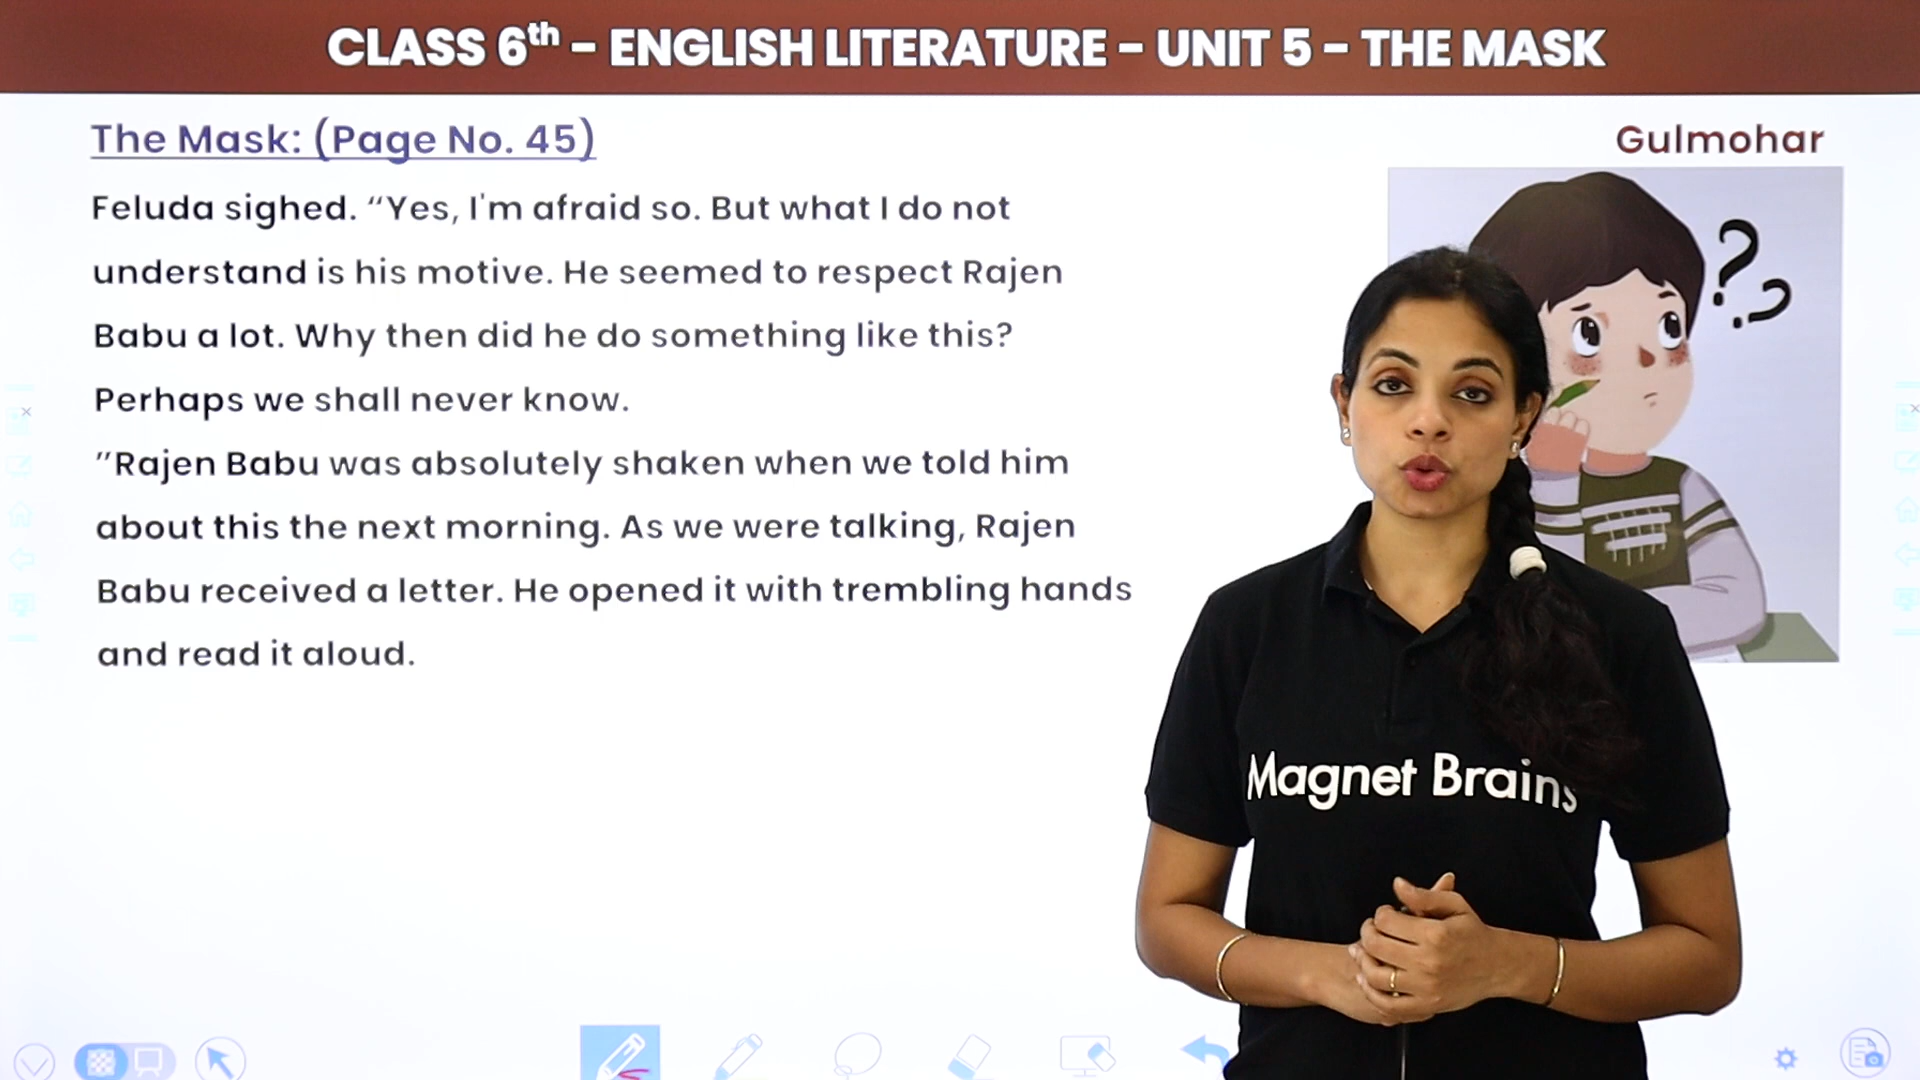 CLASS 6th – ENGLISH LITERATURE – UNIT 5 – THE MASK
The Mask: (Page No. 45)
Gulmohar
Feluda sighed. “Yes, I'm afraid so. But what I do not
understand is his motive. He seemed to respect Rajen
Babu a lot. Why then did he do something like this?
Perhaps we shall never know.
”Rajen Babu was absolutely shaken when we told him
about this the next morning. As we were talking, Rajen
Babu received a letter. He opened it with trembling hands
and read it aloud.
Magnet Brains